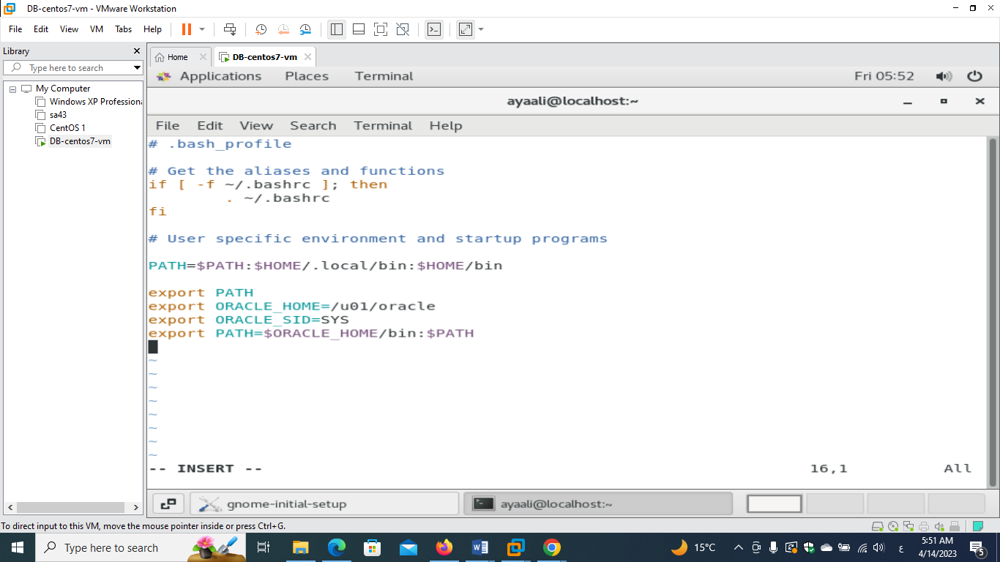 DB-centos7-vm - VMware Workstation
File Edit View VM Tabs Help
Library
Type here to search
My Computer
Windows XP Professiona
sa43
CentOS 1
DB-centos7-vm
Home DB-centos7-vm
Applications Places Terminal Fri 05:52
ayaali@localhost:~
File Edit View Search Terminal Help
# .bash_profile
# Get the aliases and functions
if [ -f ~/.bashrc ]; then
. ~/.bashrc
fi
# User specific environment and startup programs
PATH=$PATH:$HOME/.local/bin:$HOME/bin
export PATH
export ORACLE_HOME=/u01/oracle
export ORACLE_SID=SYS
export PATH=$ORACLE_HOME/bin:$PATH
~
~
~
~
~
~
~
~
-- INSERT -- 16,1 All
gnome-initial-setup ayaali@localhost:~
To direct input to this VM, move the mouse pointer inside or press Ctrl+G.
Type here to search 15°C ع 5:51 AM
4/14/2023 5